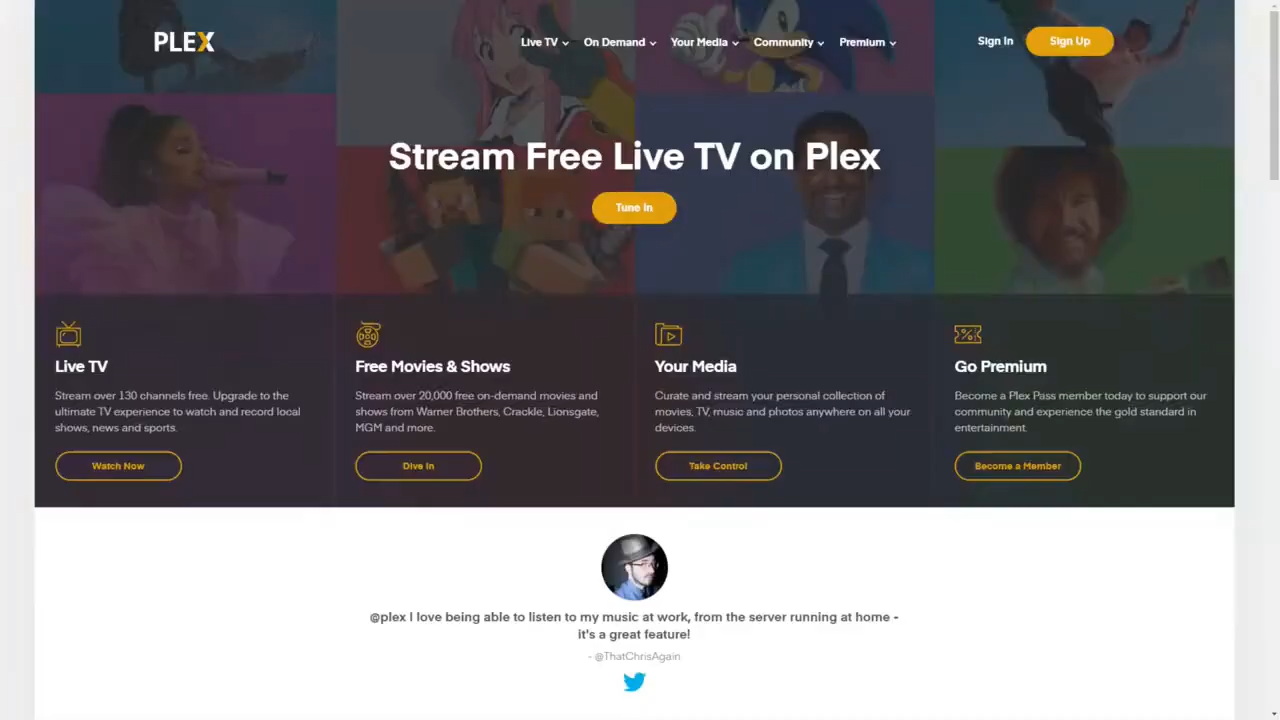 PLEX
Live TV On Demand Your Media Community Premium
Sign In Sign Up
Stream Free Live TV on Plex
Tune In
Live TV
Stream over 130 channels free. Upgrade to the
ultimate TV experience to watch and record local
shows, news and sports.
Watch Now
Free Movies & Shows
Stream over 20,000 free on-demand movies and
shows from Warner Brothers, Crackle, Lionsgate,
MGM and more.
Dive In
Your Media
Curate and stream your personal collection of
movies, TV, music and photos anywhere on all your
devices.
Take Control
Go Premium
Become a Plex Pass member today to support our
community and experience the gold standard in
entertainment.
Become a Member
@plex I love being able to listen to my music at work, from the server running at home -
it's a great feature!
- @ThatChrisAgain